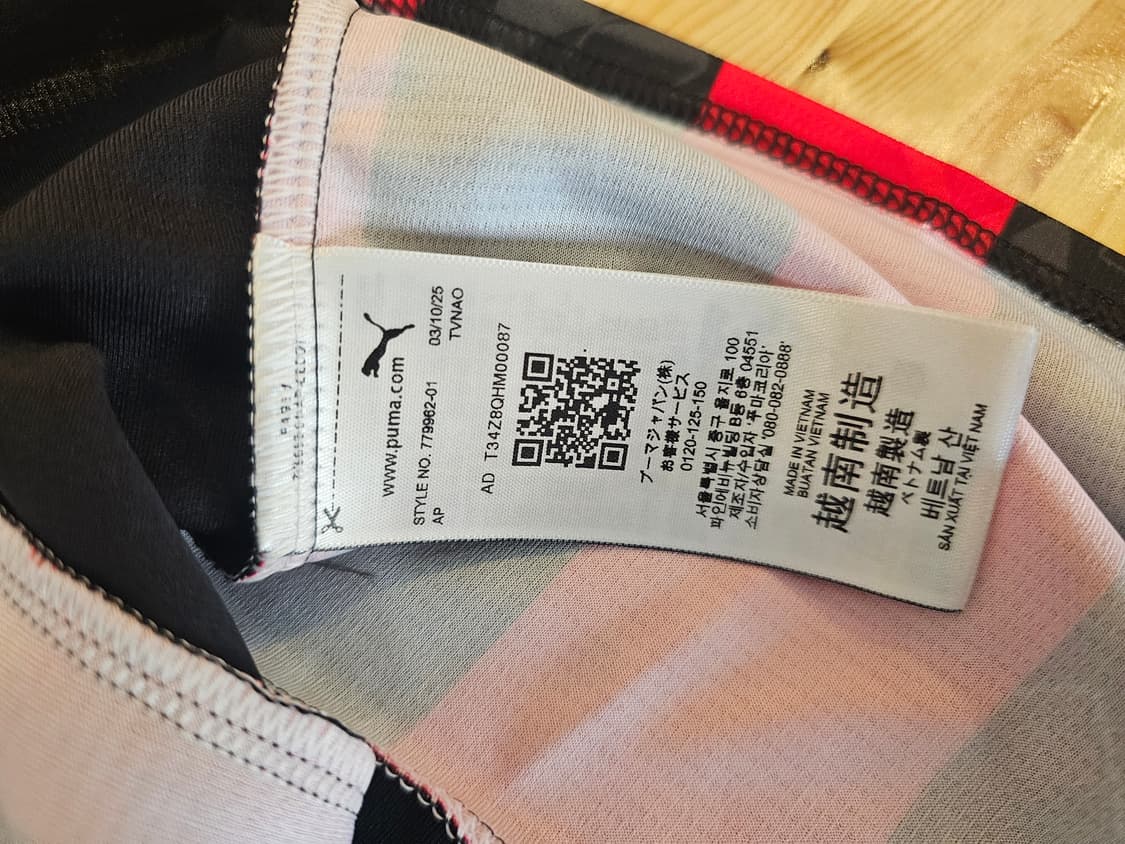 www.puma.com
03/10/25
STYLE NO. 779962-01
TVNAO
AP
AD T34Z8QHM00087
プーマジャパン(株)
お客様サービス
0120-125-150
서울특별시 중구 을지로 100
파인에비뉴빌딩 B동 6층 04551
제조자/수입자 '푸마코리아'
소비자상담실 '080-082-0888'
MADE IN VIETNAM
BUATAN VIETNAM
越南制造
越南製造
ベトナム製
베트남 산
SẢN XUẤT TẠI VIỆT NAM